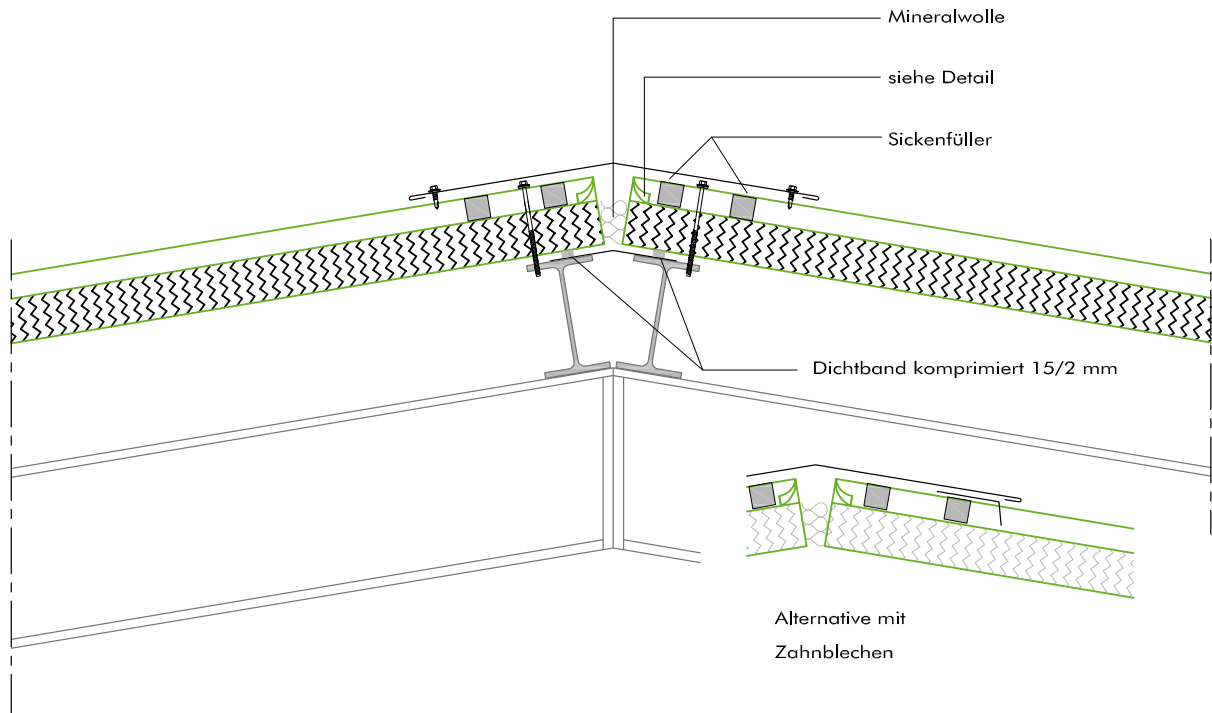 Mineralwolle
siehe Detail
Sickenfüller
Dichtband komprimiert 15/2 mm
Alternative mit
Zahnblechen